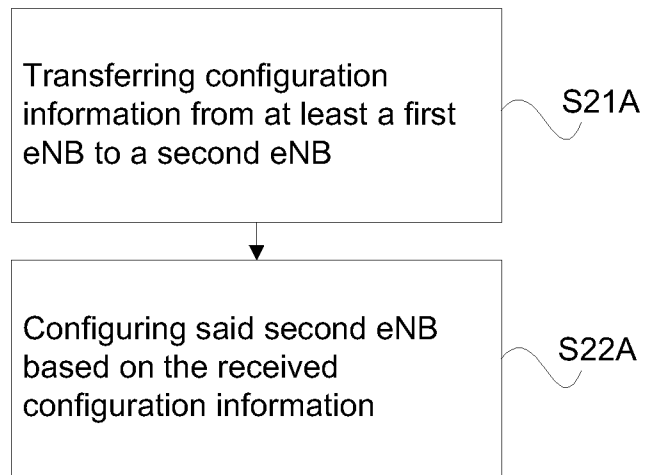 Transferring configuration
information from at least a first
eNB to a second eNB
S21A
Configuring said second eNB
based on the received
configuration information
S22A